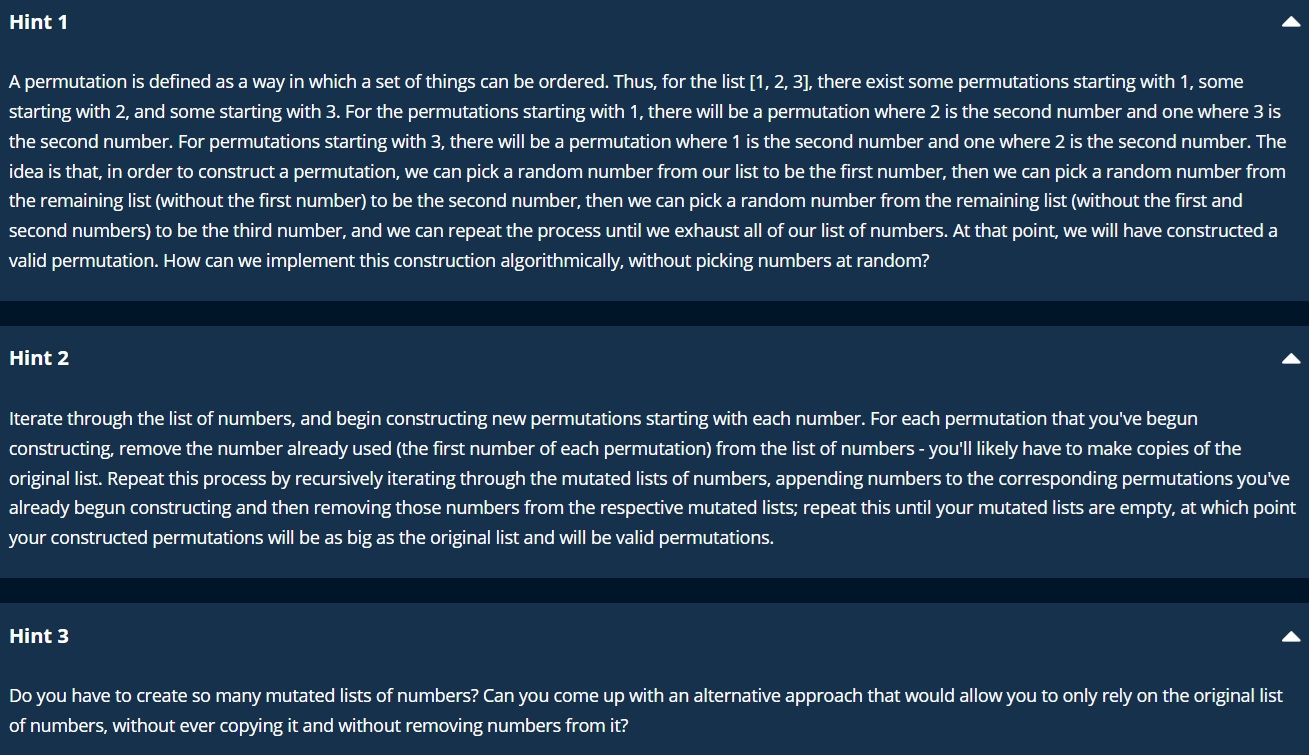 Hint 1
A permutation is defined as a way in which a set of things can be ordered. Thus, for the list [1, 2, 3], there exist some permutations starting with 1, some
starting with 2, and some starting with 3. For the permutations starting with 1, there will be a permutation where 2 is the second number and one where 3 is
the second number. For permutations starting with 3, there will be a permutation where 1 is the second number and one where 2 is the second number. The
idea is that, in order to construct a permutation, we can pick a random number from our list to be the first number, then we can pick a random number from
the remaining list (without the first number) to be the second number, then we can pick a random number from the remaining list (without the first and
second numbers) to be the third number, and we can repeat the process until we exhaust all of our list of numbers. At that point, we will have constructed a
valid permutation. How can we implement this construction algorithmically, without picking numbers at random?
Hint 2
Iterate through the list of numbers, and begin constructing new permutations starting with each number. For each permutation that you've begun
constructing, remove the number already used (the first number of each permutation) from the list of numbers - you'll likely have to make copies of the
original list. Repeat this process by recursively iterating through the mutated lists of numbers, appending numbers to the corresponding permutations you've
already begun constructing and then removing those numbers from the respective mutated lists; repeat this until your mutated lists are empty, at which point
your constructed permutations will be as big as the original list and will be valid permutations.
Hint 3
Do you have to create so many mutated lists of numbers? Can you come up with an alternative approach that would allow you to only rely on the original list
of numbers, without ever copying it and without removing numbers from it?